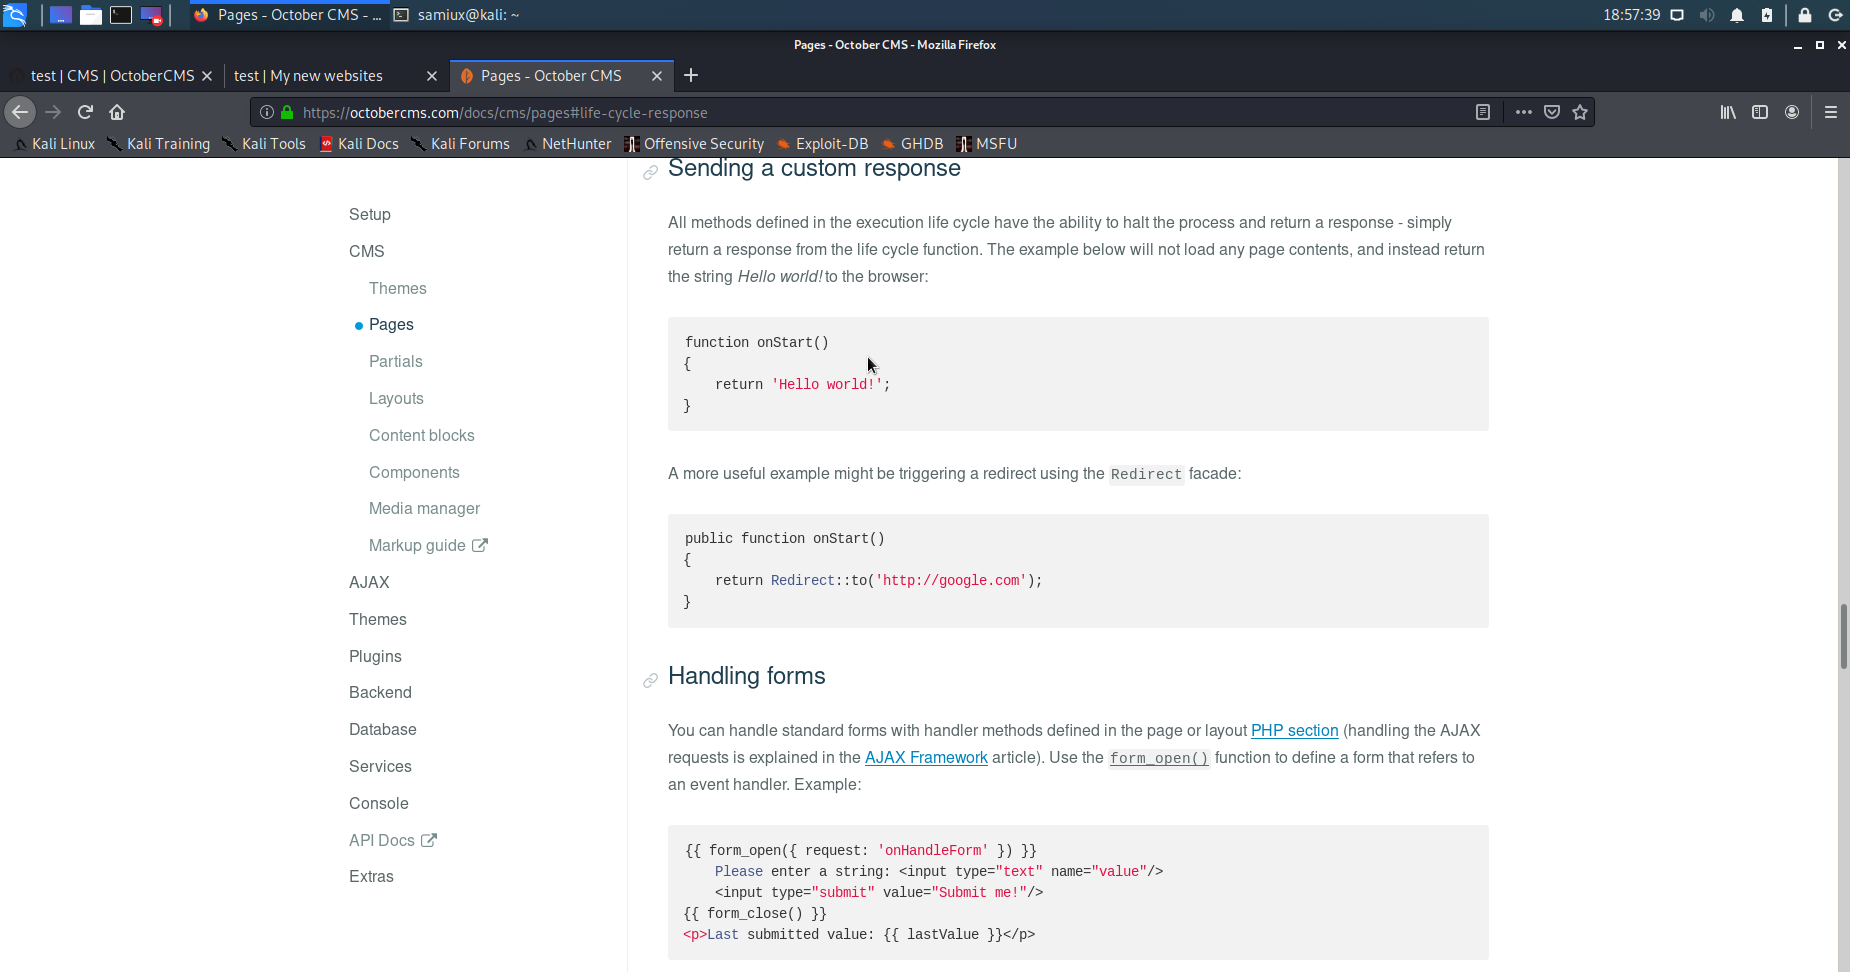 Pages - October CMS - ...
samiux@kali: ~
18:57:39
Pages - October CMS - Mozilla Firefox
test | CMS | OctoberCMS
test | My new websites
Pages - October CMS
https://octobercms.com/docs/cms/pages#life-cycle-response
Kali Linux
Kali Training
Kali Tools
Kali Docs
Kali Forums
NetHunter
Offensive Security
Exploit-DB
GHDB
MSFU
Setup
CMS
Themes
Pages
Partials
Layouts
Content blocks
Components
Media manager
Markup guide
AJAX
Themes
Plugins
Backend
Database
Services
Console
API Docs
Extras
Sending a custom response
All methods defined in the execution life cycle have the ability to halt the process and return a response - simply
return a response from the life cycle function. The example below will not load any page contents, and instead return
the string Hello world! to the browser:
function onStart()
{
    return 'Hello world!';
}
A more useful example might be triggering a redirect using the Redirect facade:
public function onStart()
{
    return Redirect::to('http://google.com');
}
Handling forms
You can handle standard forms with handler methods defined in the page or layout PHP section (handling the AJAX
requests is explained in the AJAX Framework article). Use the form_open() function to define a form that refers to
an event handler. Example:
{{ form_open({ request: 'onHandleForm' }) }}
    Please enter a string: <input type="text" name="value"/>
    <input type="submit" value="Submit me!"/>
{{ form_close() }}
<p>Last submitted value: {{ lastValue }}</p>